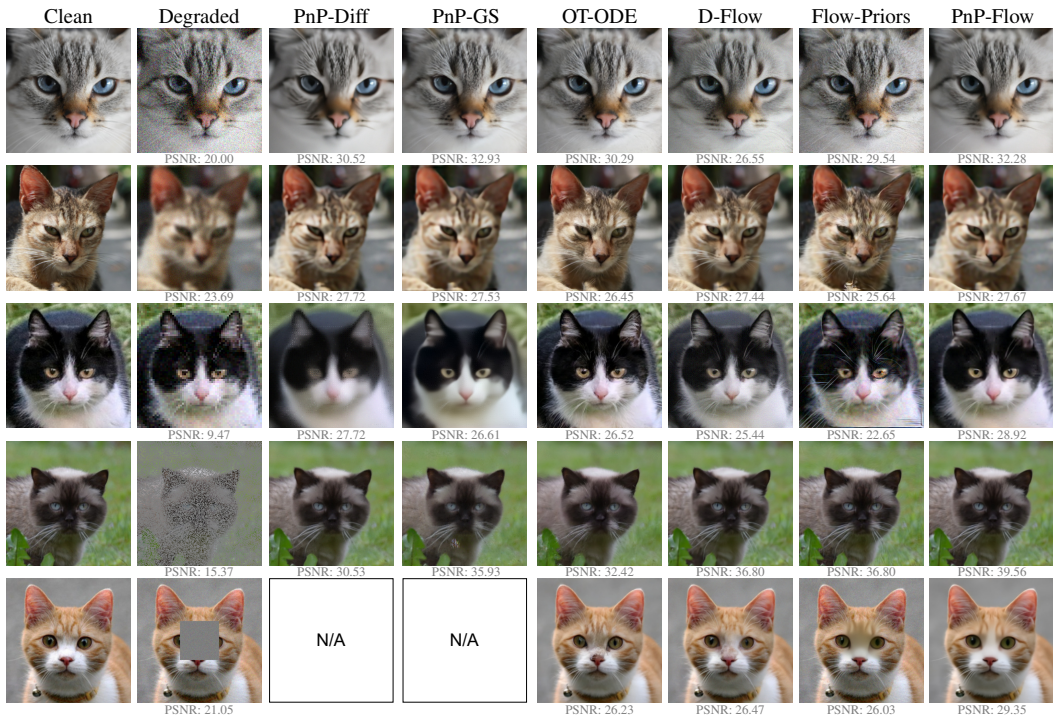 Clean Degraded PnP-Diff PnP-GS OT-ODE D-Flow Flow-Priors PnP-Flow
PSNR: 20.00 PSNR: 30.52 PSNR: 32.93 PSNR: 30.29 PSNR: 26.55 PSNR: 29.54 PSNR: 32.28
PSNR: 23.69 PSNR: 27.72 PSNR: 27.53 PSNR: 26.45 PSNR: 27.44 PSNR: 25.64 PSNR: 27.67
PSNR: 9.47 PSNR: 27.72 PSNR: 26.61 PSNR: 26.52 PSNR: 25.44 PSNR: 22.65 PSNR: 28.92
PSNR: 15.37 PSNR: 30.53 PSNR: 35.93 PSNR: 32.42 PSNR: 36.80 PSNR: 36.80 PSNR: 39.56
N/A N/A
PSNR: 21.05 PSNR: 26.23 PSNR: 26.47 PSNR: 26.03 PSNR: 29.35